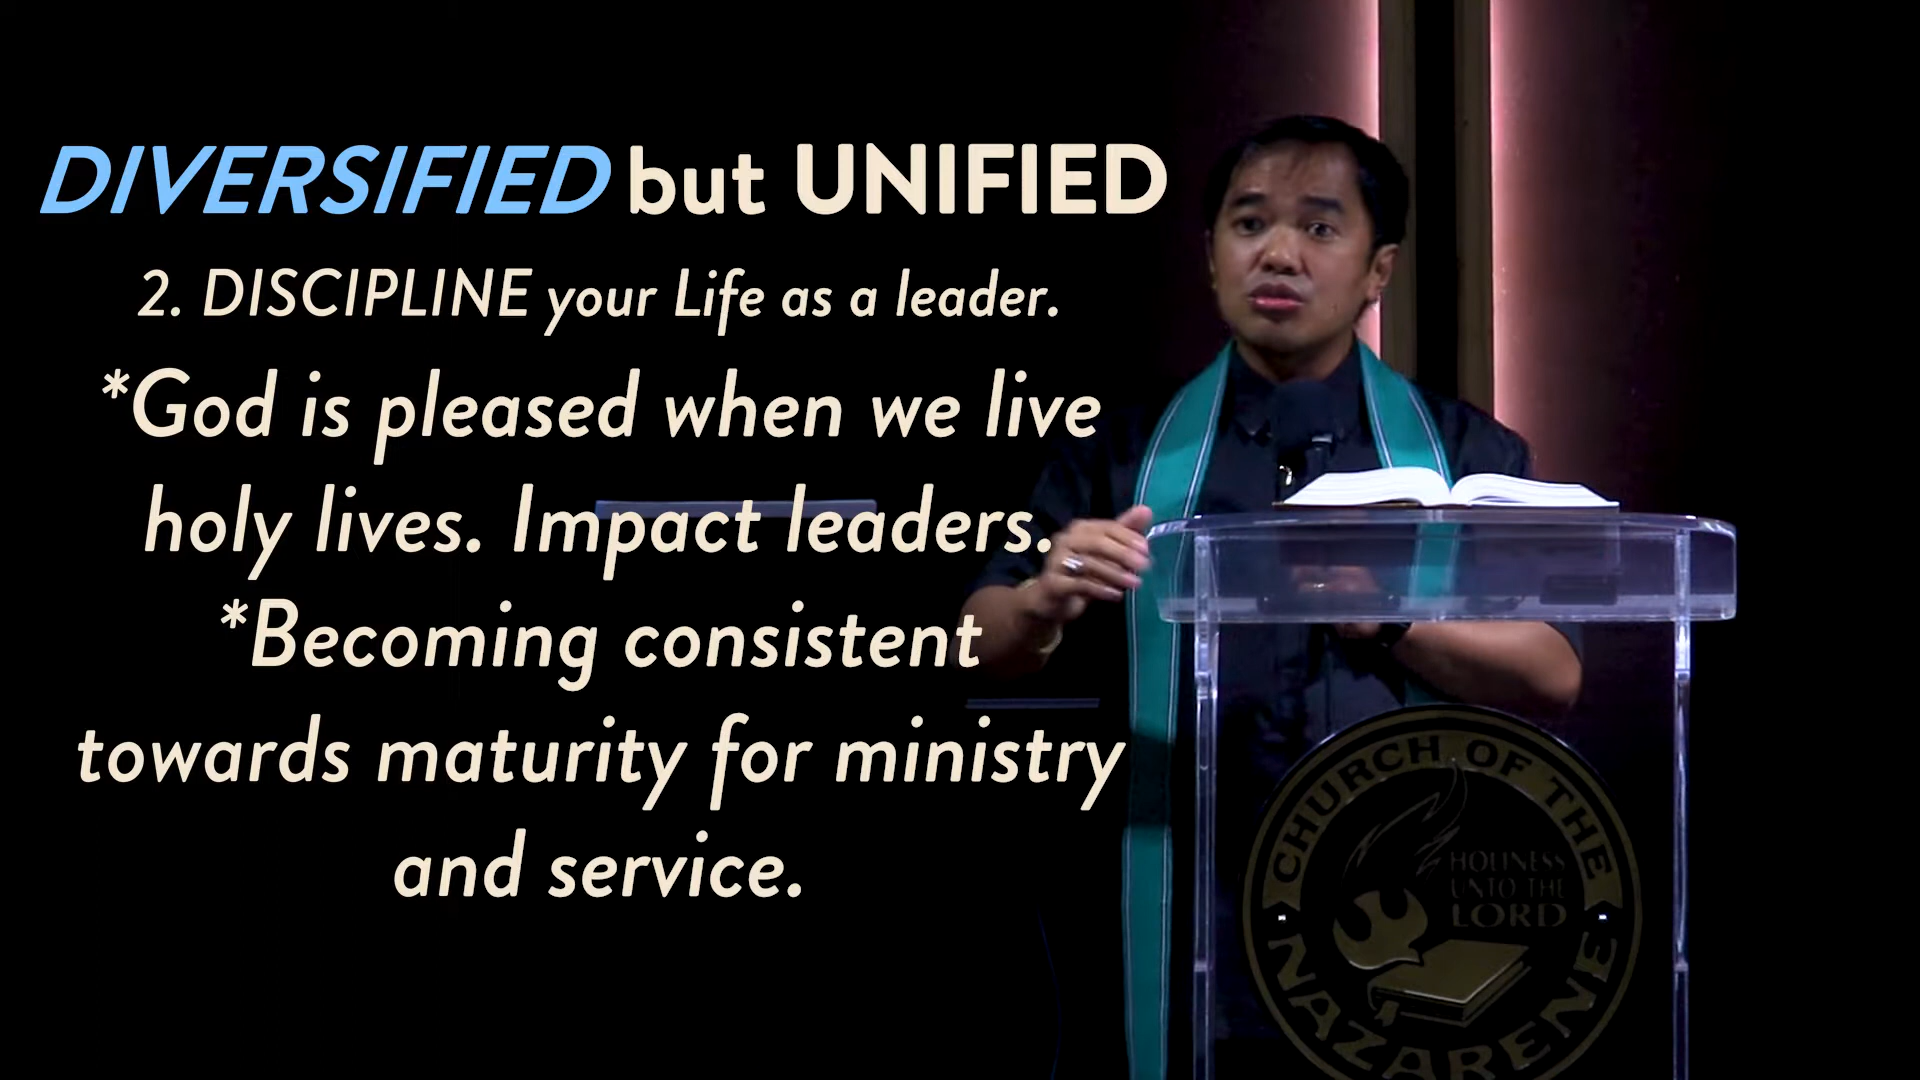 DIVERSIFIED but UNIFIED
2. DISCIPLINE your Life as a leader.
*God is pleased when we live
holy lives. Impact leaders.
*Becoming consistent
towards maturity for ministry
and service.
CHURCH OF THE
HOLINESS
UNTO THE
LORD
NAZARENE